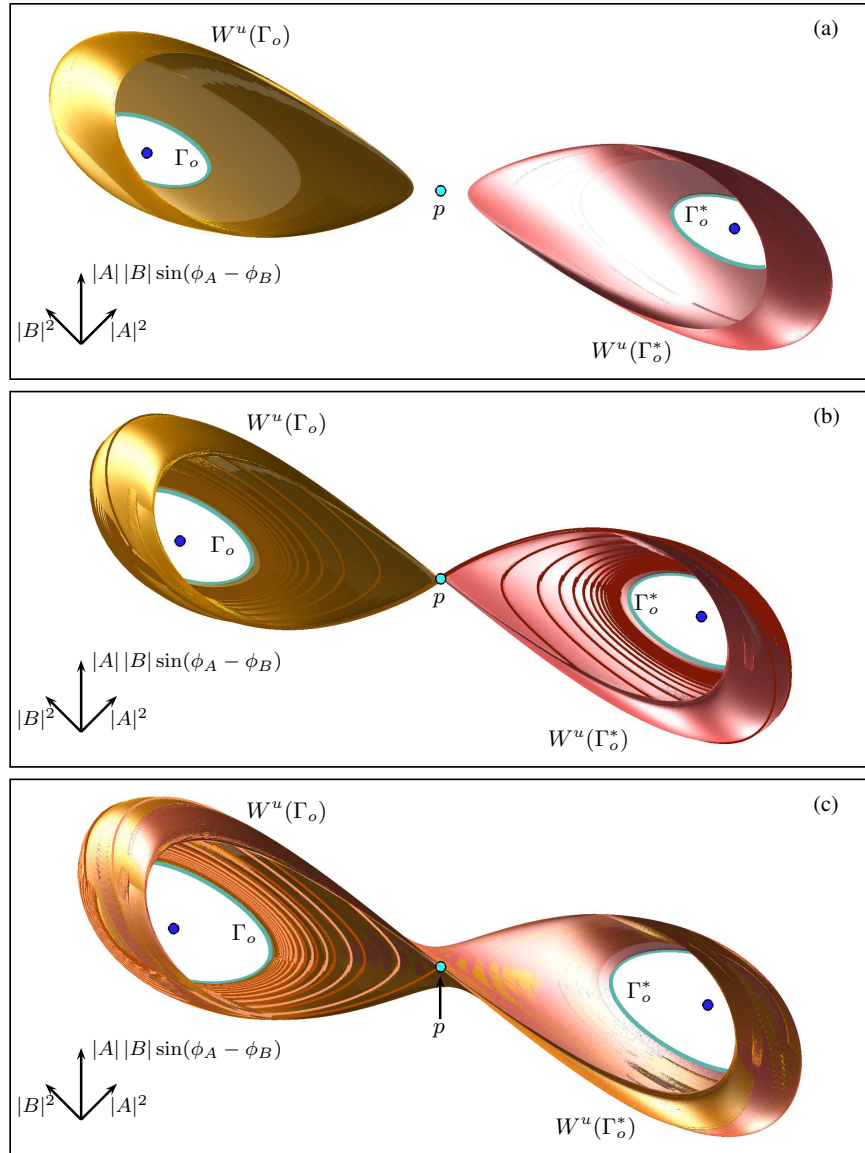 (a)
W^u(Γ_o)
Γ_o
p
Γ_o^*
|A| |B| sin(ϕ_A − ϕ_B)
|B|^2
|A|^2
W^u(Γ_o^*)
(b)
W^u(Γ_o)
Γ_o
p
Γ_o^*
|A| |B| sin(ϕ_A − ϕ_B)
|B|^2
|A|^2
W^u(Γ_o^*)
(c)
W^u(Γ_o)
Γ_o
Γ_o^*
p
|A| |B| sin(ϕ_A − ϕ_B)
|B|^2
|A|^2
W^u(Γ_o^*)